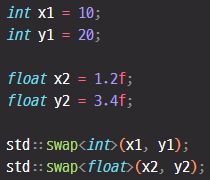 int x1 = 10;
int y1 = 20;
float x2 = 1.2f;
float y2 = 3.4f;
std::swap<int>(x1, y1);
std::swap<float>(x2, y2);